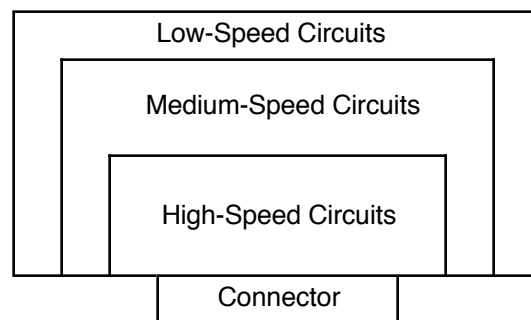 Low-Speed Circuits
Medium-Speed Circuits
High-Speed Circuits
Connector